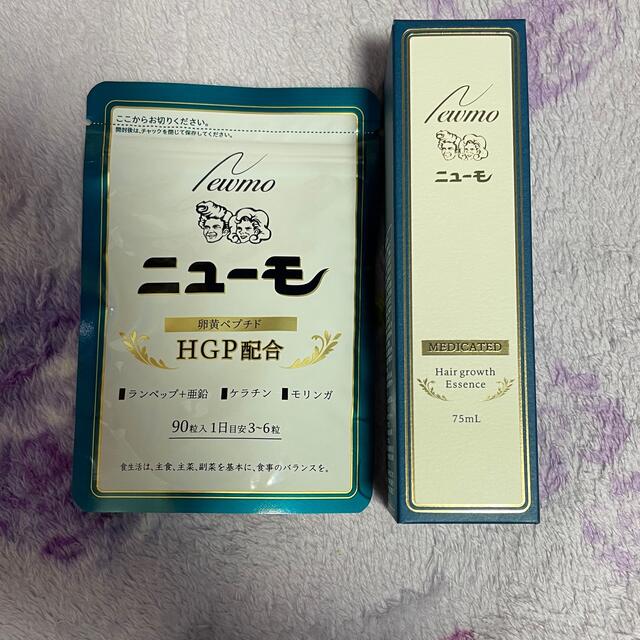 ここからお切りください。
開封後は、チャックを閉じて保存してください。
Newmo
ニューモ
卵黄ペプチド
HGP配合
ランペップ+亜鉛 ケラチン モリンガ
90粒入 1日目安3~6粒
食生活は、主食、主菜、副菜を基本に、食事のバランスを。
Newmo
ニューモ
MEDICATED
Hair growth
Essence
75mL